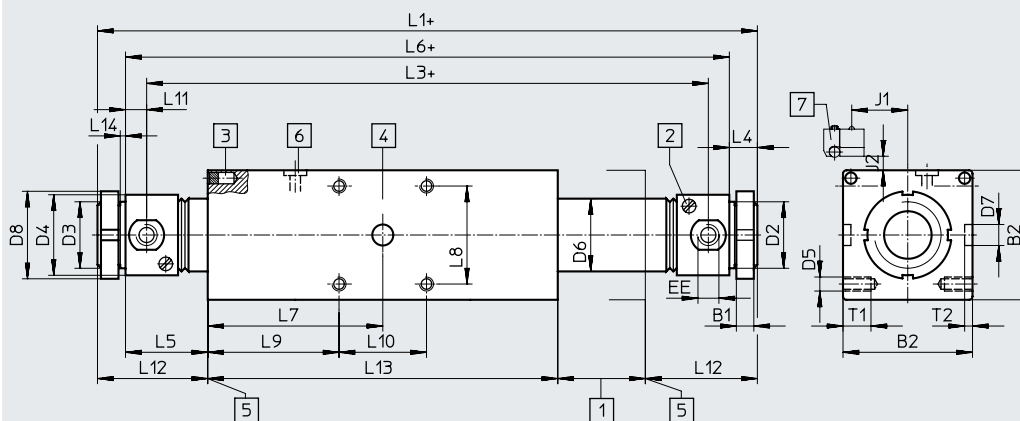 L1+
L6+
L3+
L11
L14
3
6
4
2
L4
7
J1
J2
D8
D4
D3
L8
D6
D2
D5
D7
B2
EE
B1
L7
T1
T2
L5
L9
L10
B2
L12
L13
L12
5
1
5